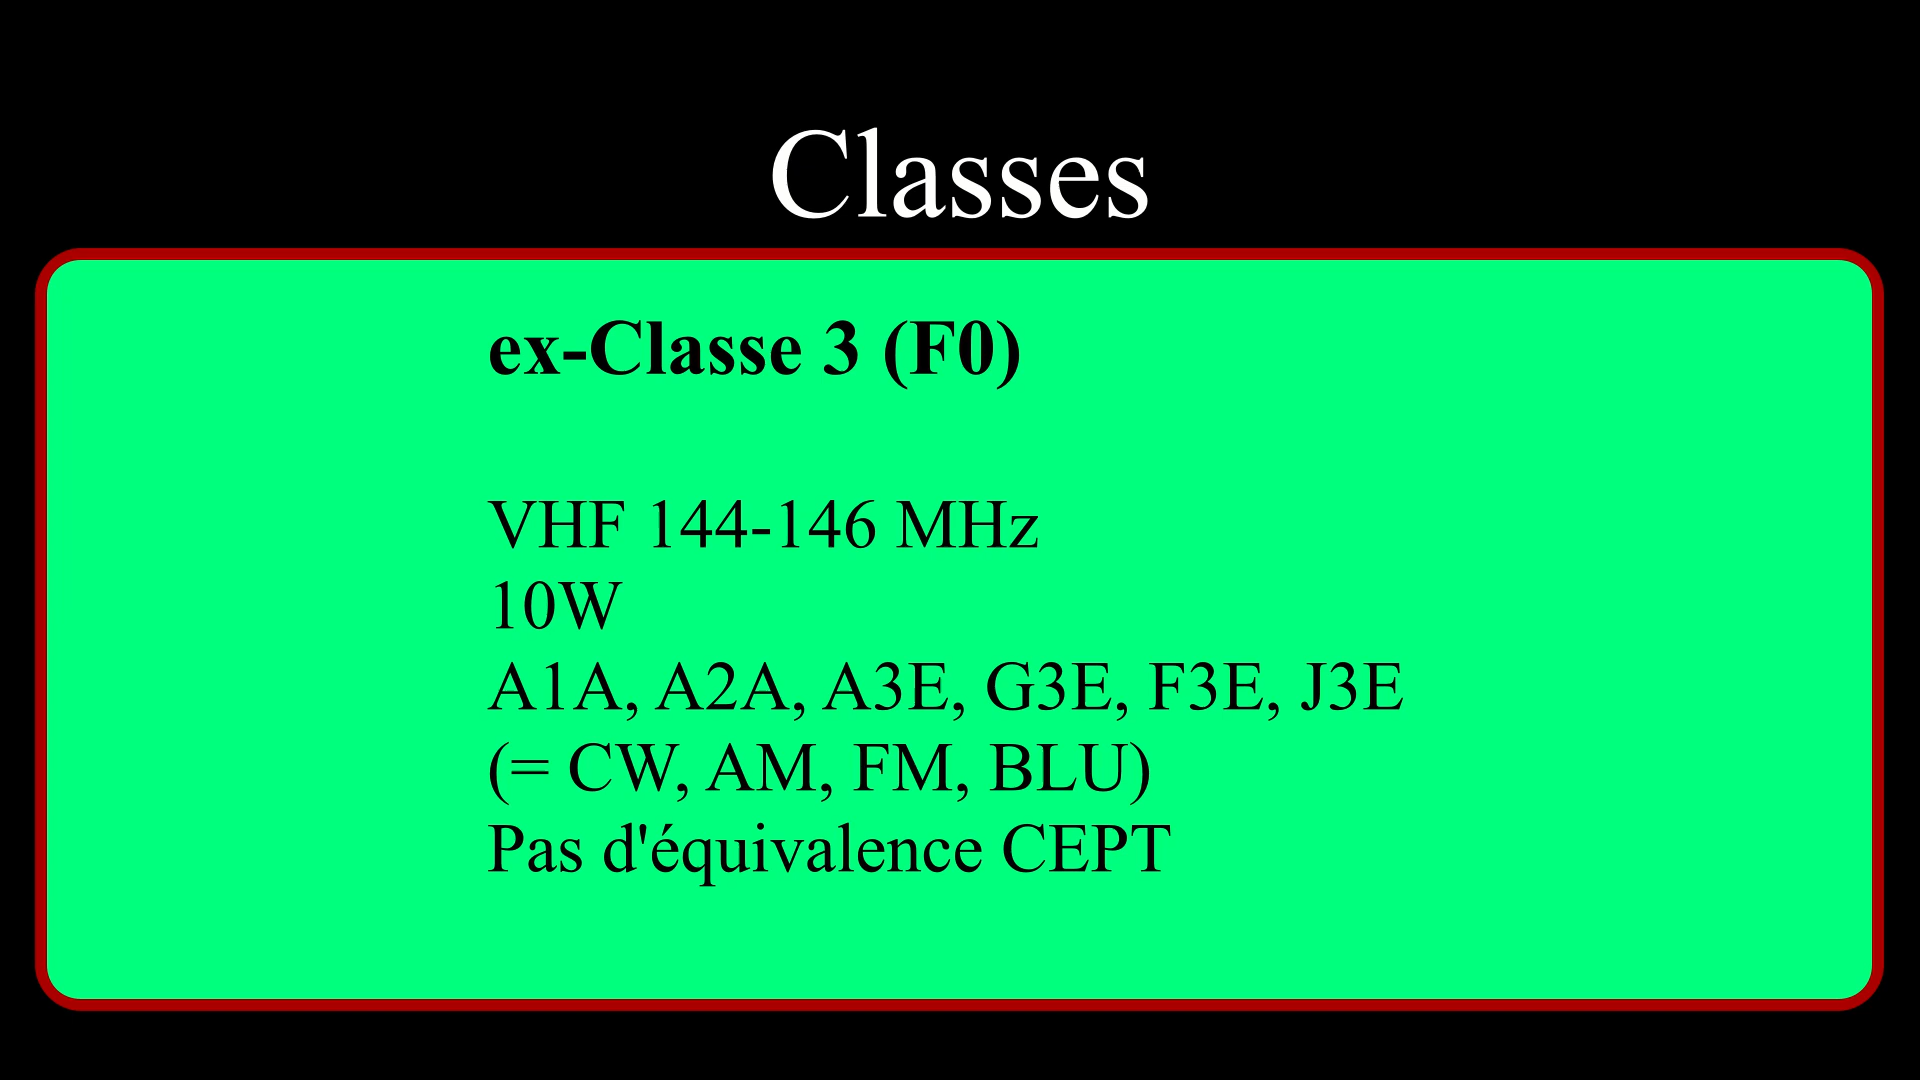 Classes
ex-Classe 3 (F0)
VHF 144-146 MHz
10W
A1A, A2A, A3E, G3E, F3E, J3E
(= CW, AM, FM, BLU)
Pas d'équivalence CEPT